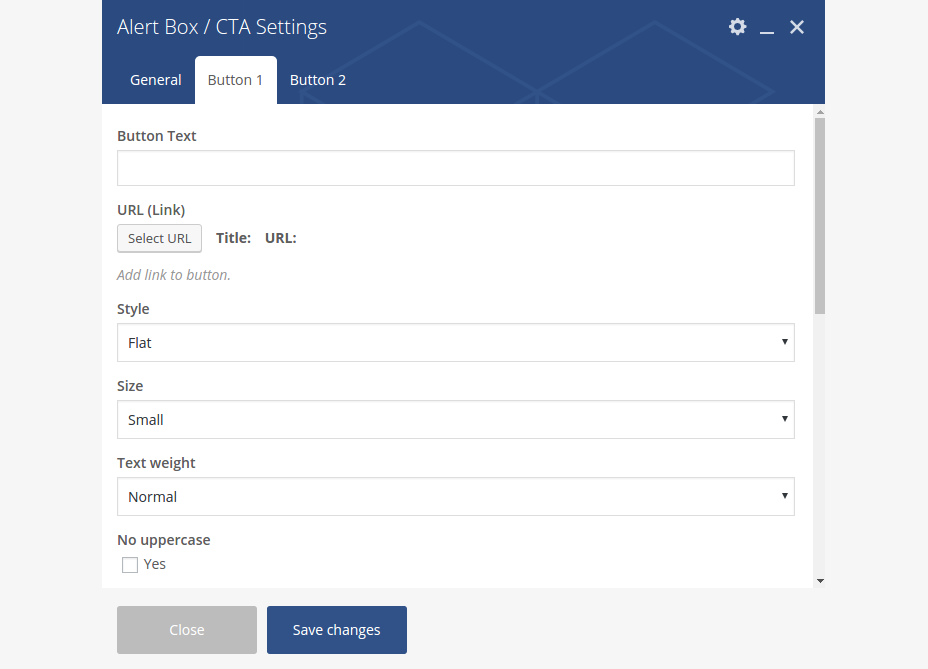 Alert Box / CTA Settings
General Button 1 Button 2
Button Text
URL (Link)
Select URL Title: URL:
Add link to button.
Style
Flat
Size
Small
Text weight
Normal
No uppercase
Yes
Close Save changes